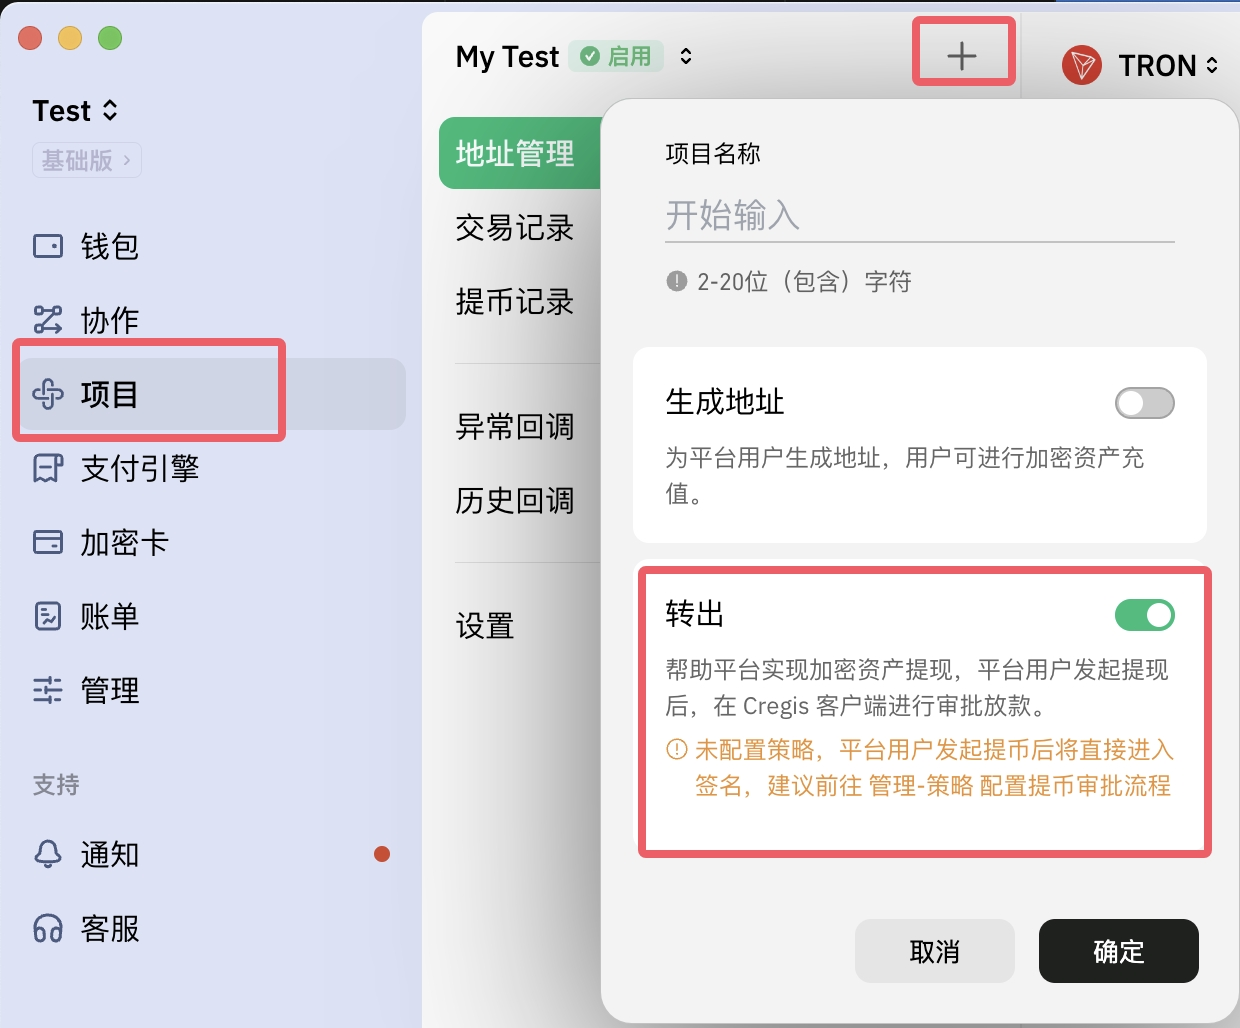 Test
基础版
钱包
协作
项目
支付引擎
加密卡
账单
管理
支持
通知
客服
My Test
启用
TRON
地址管理
交易记录
提币记录
异常回调
历史回调
设置
项目名称
开始输入
2-20位（包含）字符
生成地址
为平台用户生成地址，用户可进行加密资产充
值。
转出
帮助平台实现加密资产提现，平台用户发起提现
后，在 Cregis 客户端进行审批放款。
未配置策略，平台用户发起提币后将直接进入
签名，建议前往 管理-策略 配置提币审批流程
取消
确定